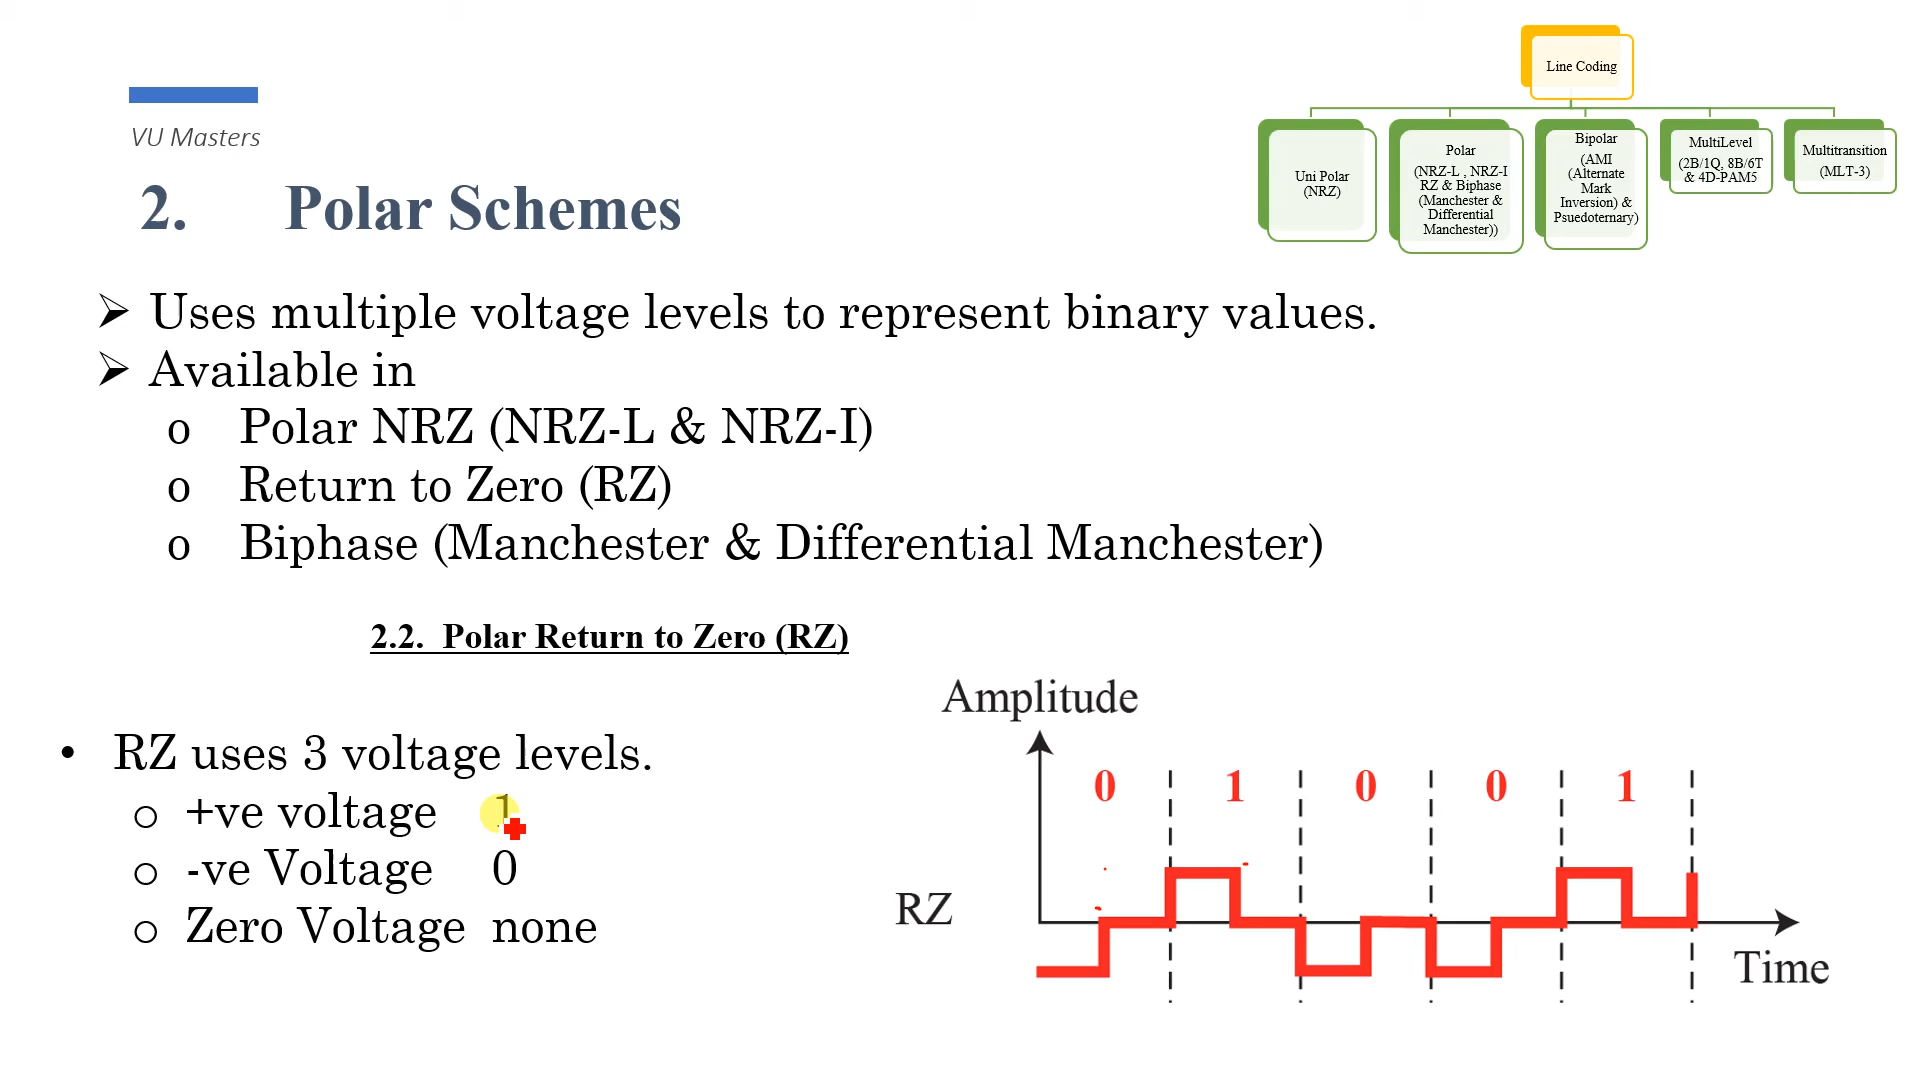 Line Coding
Uni Polar
(NRZ)
Polar
(NRZ-L , NRZ-I
RZ & Biphase
(Manchester &
Differential
Manchester))
Bipolar
(AMI
(Alternate
Mark
Inversion) &
Psuedoternary)
MultiLevel
(2B/1Q, 8B/6T
& 4D-PAM5
Multitransition
(MLT-3)
VU Masters
2. Polar Schemes
➢ Uses multiple voltage levels to represent binary values.
➢ Available in
o Polar NRZ (NRZ-L & NRZ-I)
o Return to Zero (RZ)
o Biphase (Manchester & Differential Manchester)
2.2. Polar Return to Zero (RZ)
• RZ uses 3 voltage levels.
o +ve voltage 1
o -ve Voltage 0
o Zero Voltage none
Amplitude
0 1 0 0 1
RZ
Time